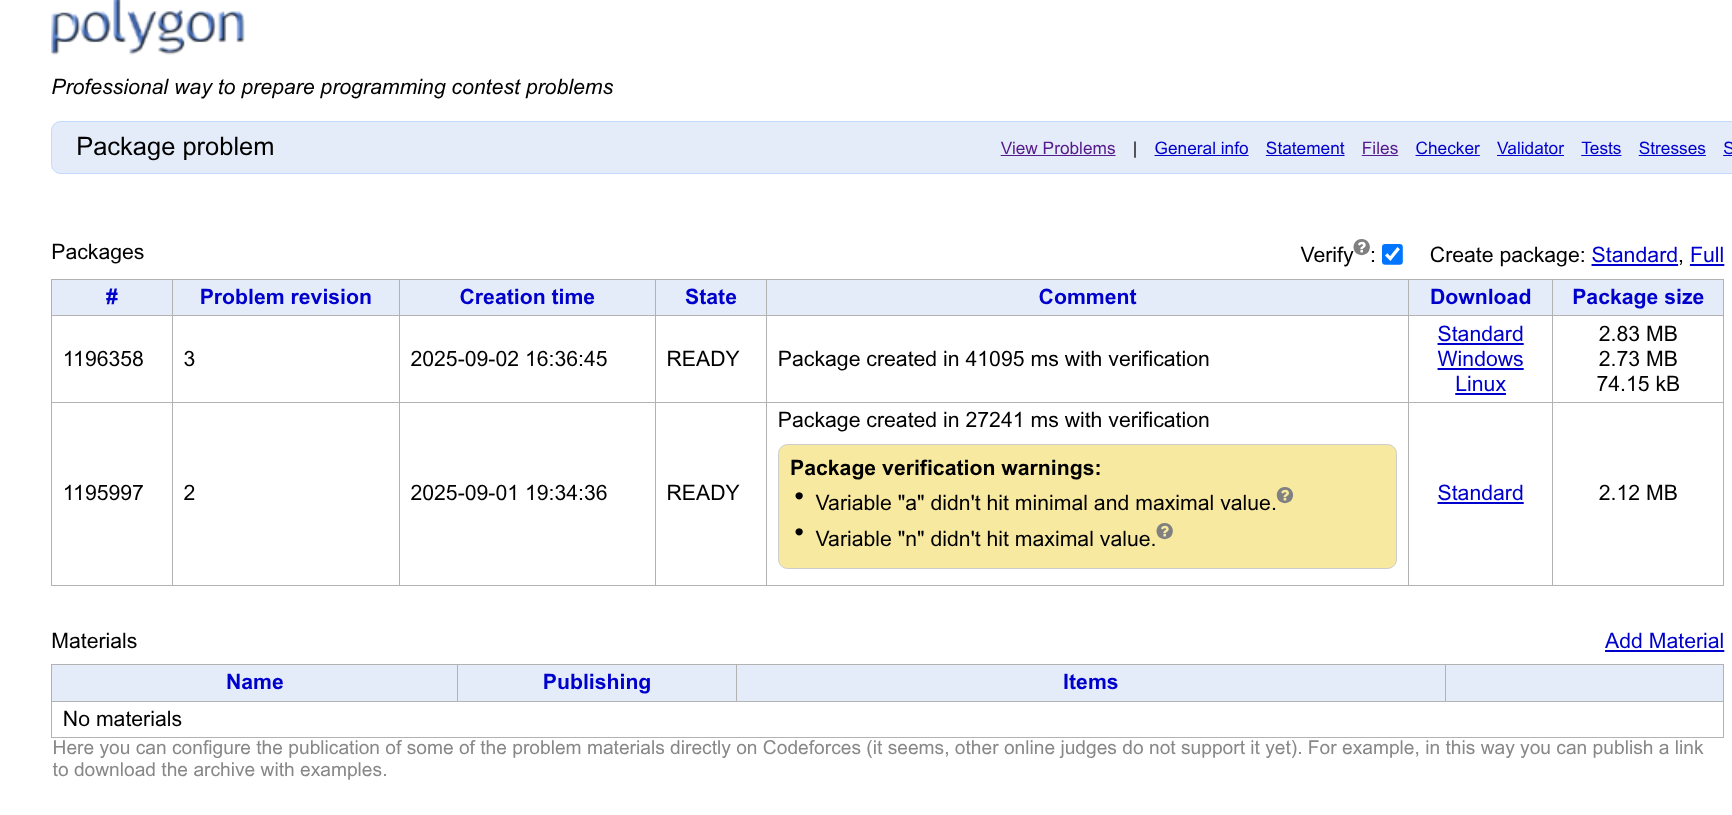 polygon
Professional way to prepare programming contest problems
Package problem
View Problems | General info Statement Files Checker Validator Tests Stresses
Packages
Verify?: Create package: Standard, Full
# Problem revision Creation time State Comment Download Package size
1196358 3 2025-09-02 16:36:45 READY Package created in 41095 ms with verification Standard 2.83 MB
Windows 2.73 MB
Linux 74.15 kB
1195997 2 2025-09-01 19:34:36 READY Package created in 27241 ms with verification Standard 2.12 MB
Package verification warnings:
• Variable "a" didn't hit minimal and maximal value.?
• Variable "n" didn't hit maximal value.?
Materials
Add Material
Name Publishing Items
No materials
Here you can configure the publication of some of the problem materials directly on Codeforces (it seems, other online judges do not support it yet). For example, in this way you can publish a link
to download the archive with examples.